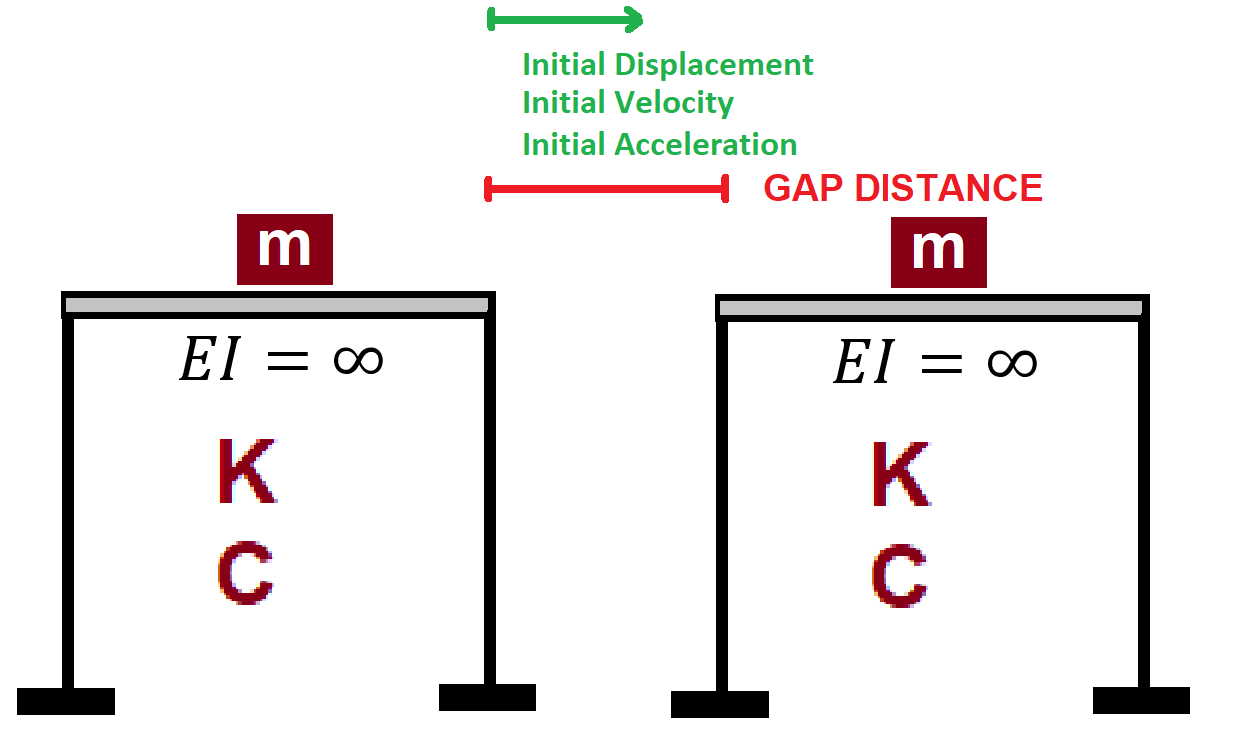 Initial Displacement
Initial Velocity
Initial Acceleration
GAP DISTANCE
m
m
EI = ∞
EI = ∞
K
K
C
C